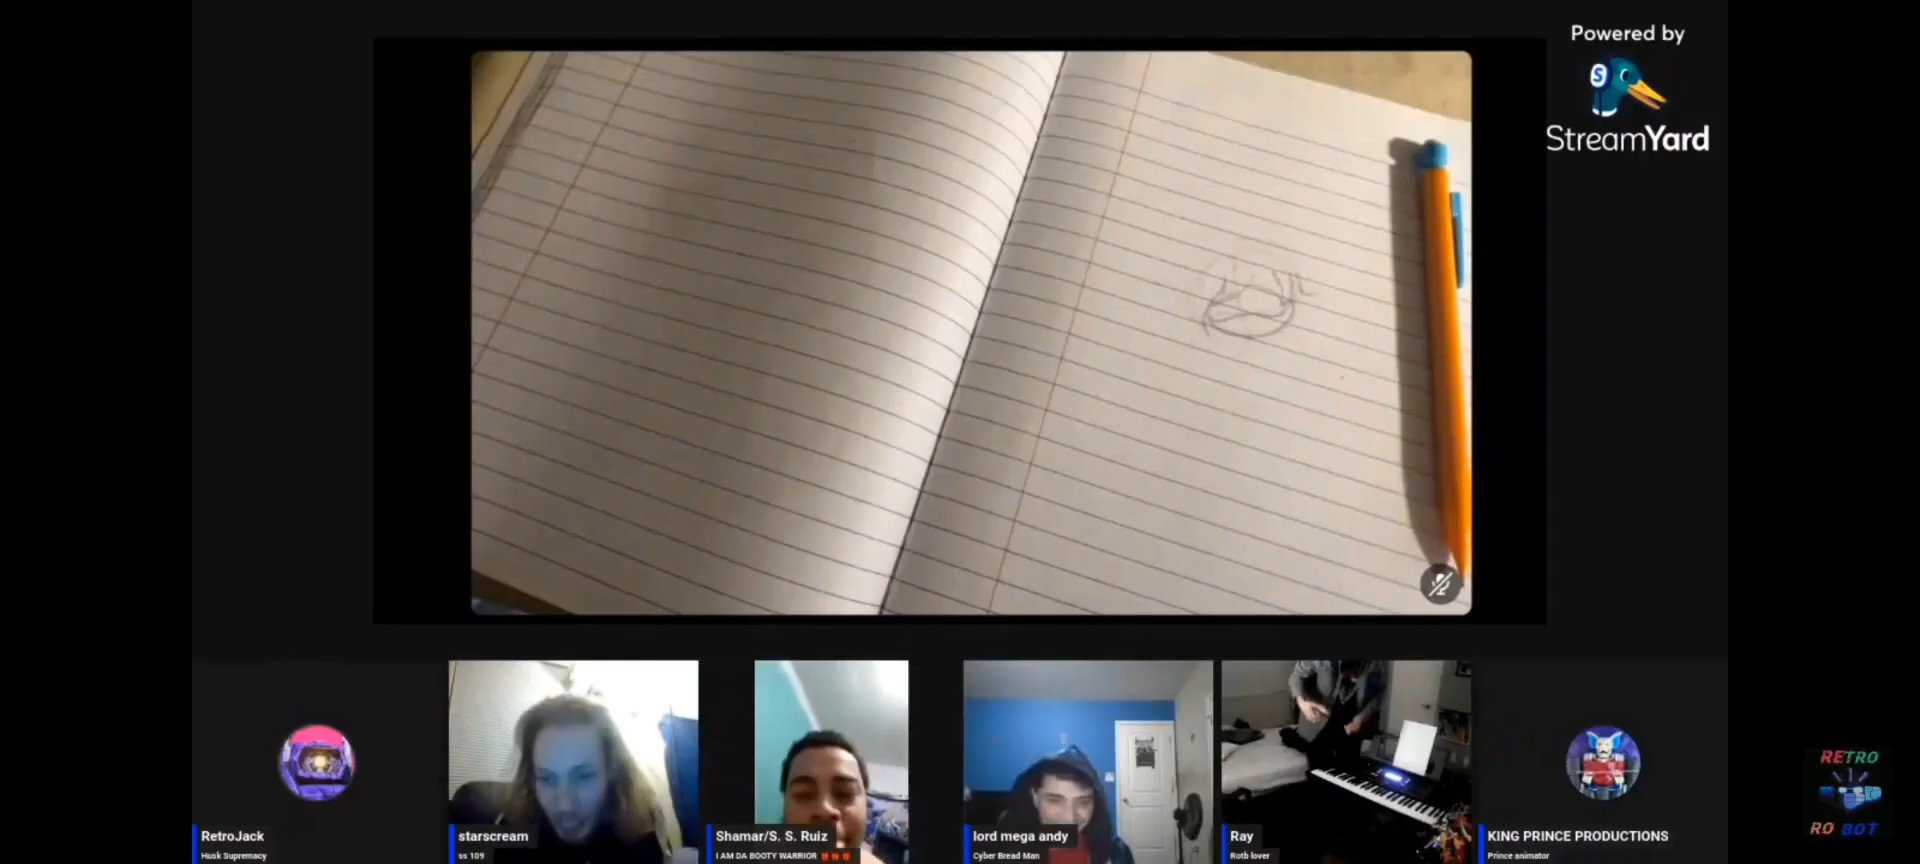 Powered by
S
StreamYard
RetroJack
Husk Supremacy
starscream
ss 109
Shamar/S. S. Ruiz
I AM DA BOOTY WARRIOR
lord mega andy
Cyber Bread Man
Ray
Rotb lover
KING PRINCE PRODUCTIONS
Prince animator
RETRO
RO BOT